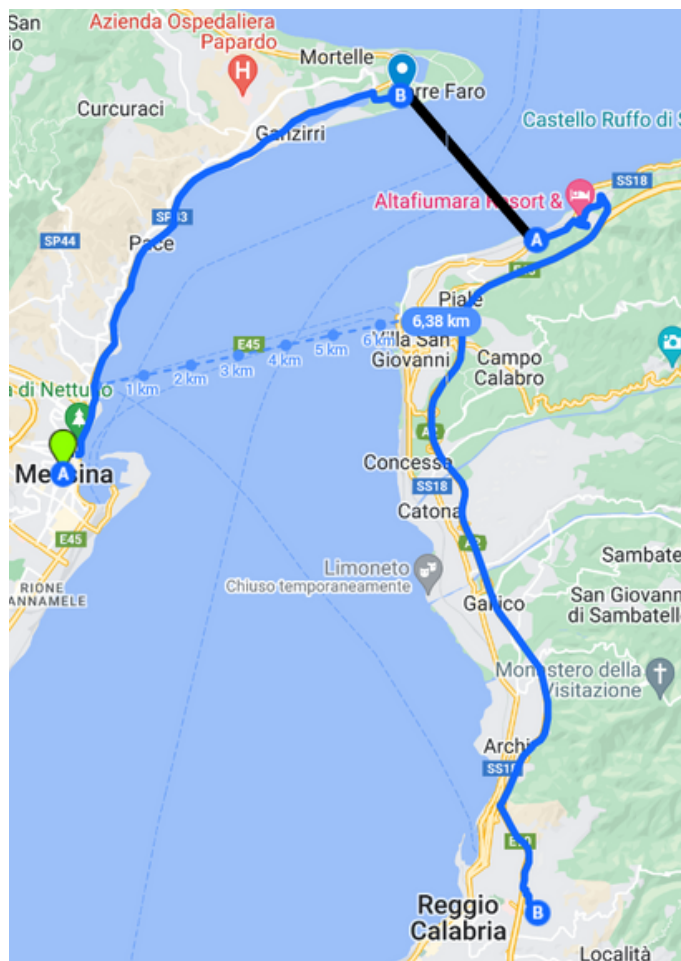 Azienda Ospedaliera
Papardo
H
Mortelle
B
Faro
Curcuraci
Ganzirri
Castello Ruffo di S
SS18
Altafiumara Resort &
A
SP43
SP44
Pace
Piale
6,38 km
E45
6 km
5 km
4 km
3 km
2 km
1 km
Villa San
Giovanni
Campo
Calabro
a di Nettuno
A2
Concessa
A
SS18
Catona
E45
A2
Limoneto
Chiuso temporaneamente
Sambate
RIONE
ANNAMELE
Gallico
San Giovann
di Sambatello
Monastero della
Visitazione
Archi
SS18
Reggio
Calabria
B
Località